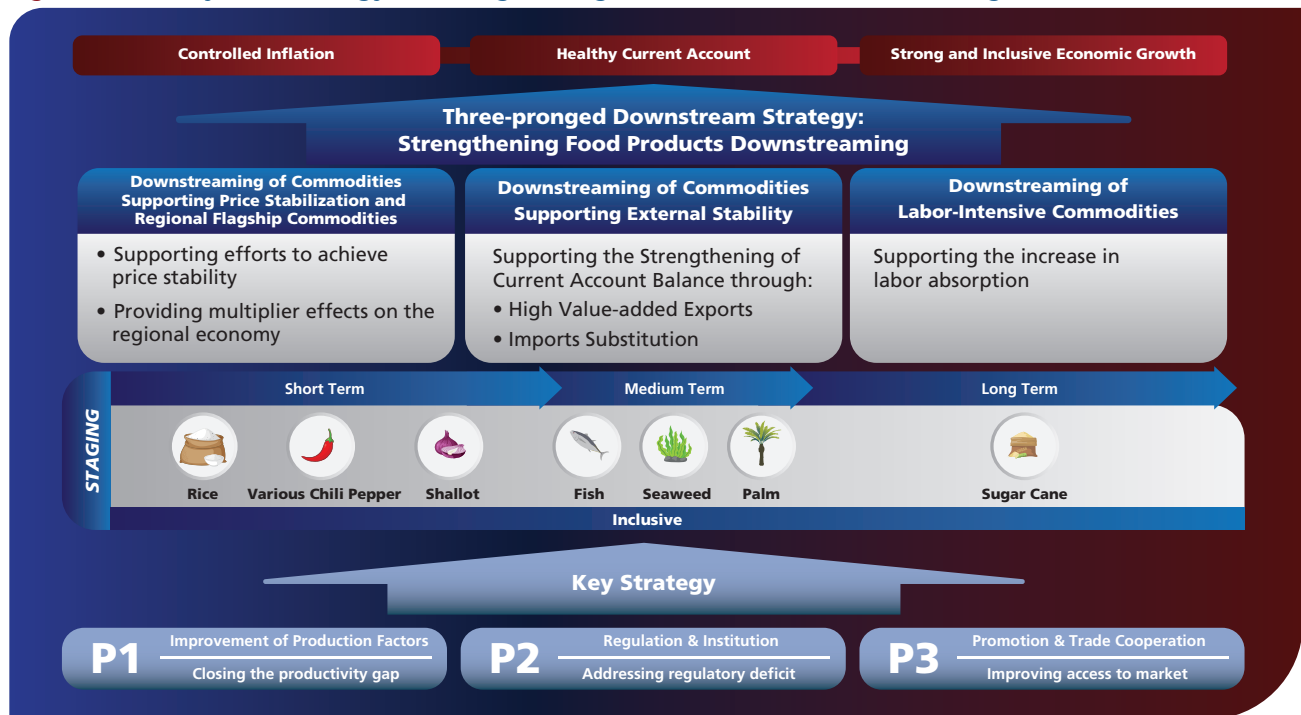 Controlled Inflation
Healthy Current Account
Strong and Inclusive Economic Growth
Three-pronged Downstream Strategy:
Strengthening Food Products Downstreaming
Downstreaming of Commodities
Supporting Price Stabilization and
Regional Flagship Commodities
• Supporting efforts to achieve
price stability
• Providing multiplier effects on the
regional economy
Downstreaming of Commodities
Supporting External Stability
Supporting the Strengthening of
Current Account Balance through:
• High Value-added Exports
• Imports Substitution
Downstreaming of
Labor-Intensive Commodities
Supporting the increase in
labor absorption
STAGING
Short Term
Medium Term
Long Term
Rice
Various Chili Pepper
Shallot
Fish
Seaweed
Palm
Sugar Cane
Inclusive
Key Strategy
P1
Improvement of Production Factors
Closing the productivity gap
P2
Regulation & Institution
Addressing regulatory deficit
P3
Promotion & Trade Cooperation
Improving access to market